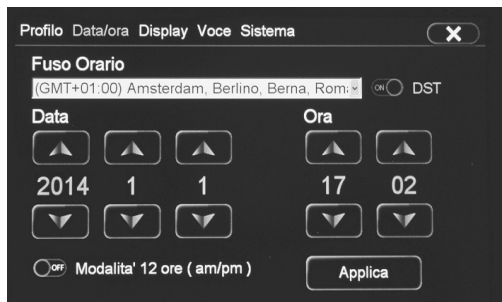 Profilo Data/ora Display Voce Sistema X
Fuso Orario
(GMT+01:00) Amsterdam, Berlino, Berna, Rom
ON DST
Data Ora
2014 1 1 17 02
OFF Modalita' 12 ore ( am/pm ) Applica